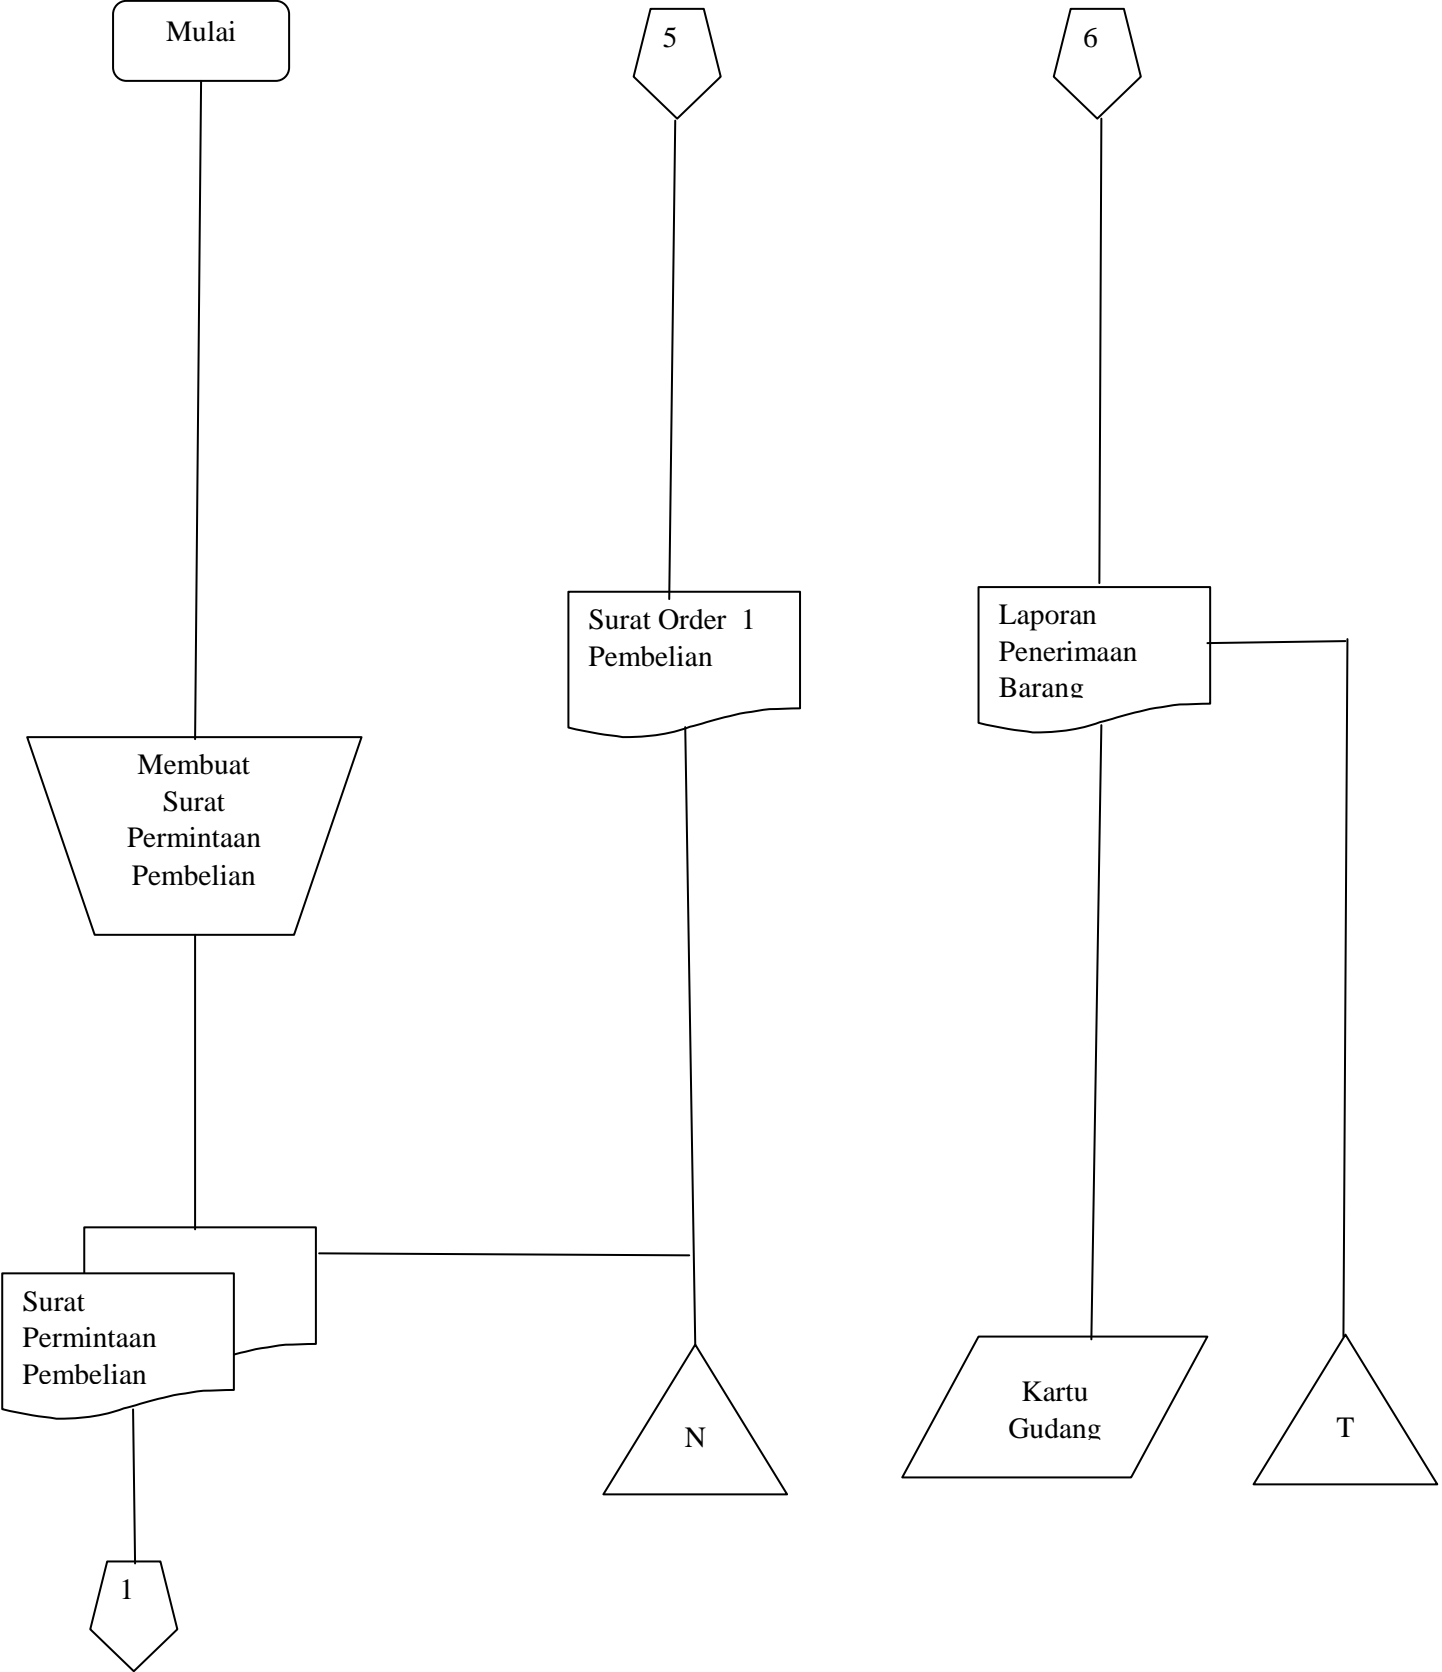 Mulai
5
6
Surat Order  1
Pembelian
Laporan
Penerimaan
Barang
Membuat
Surat
Permintaan
Pembelian
Surat
Permintaan
Pembelian
N
Kartu
Gudang
T
1